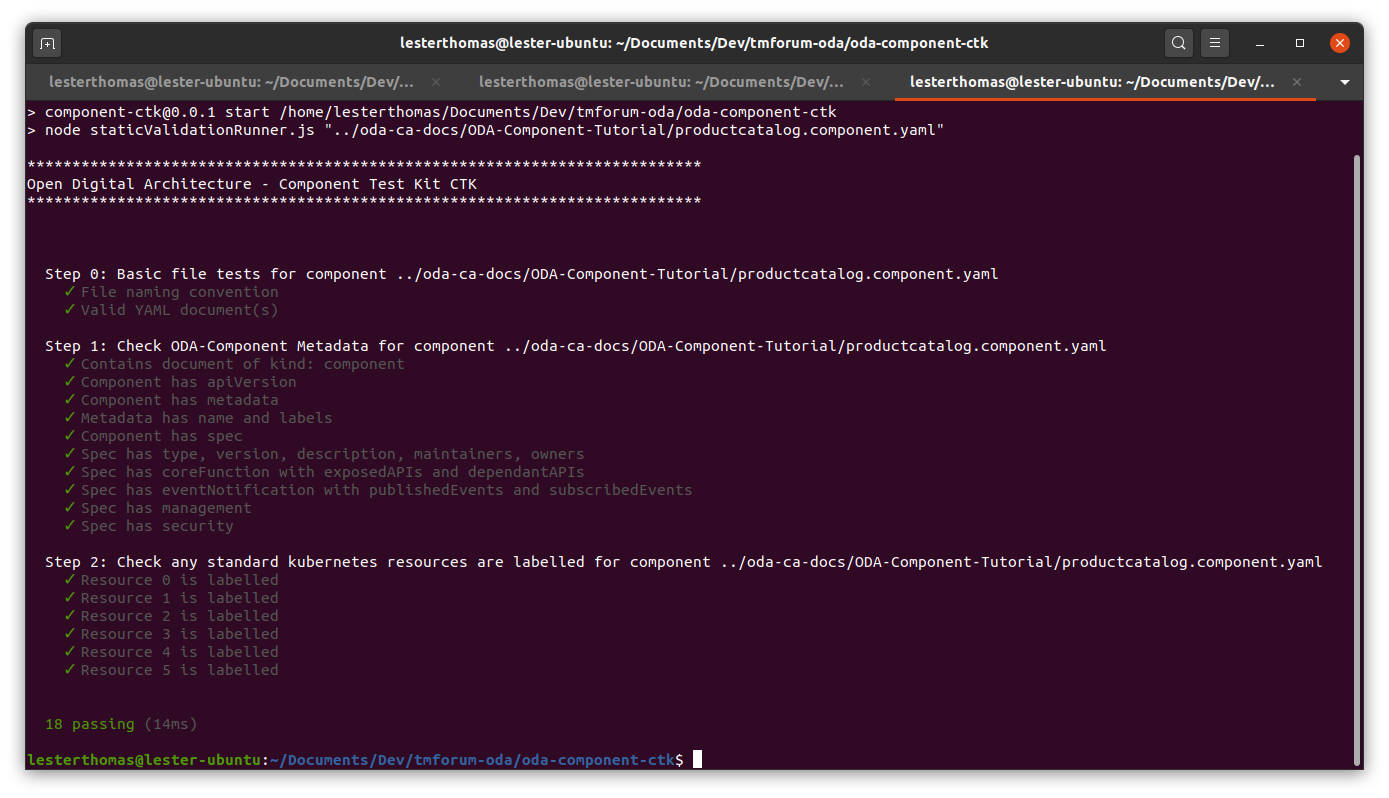 lesterthomas@lester-ubuntu: ~/Documents/Dev/tmforum-oda/oda-component-ctk
lesterthomas@lester-ubuntu: ~/Documents/Dev/... × lesterthomas@lester-ubuntu: ~/Documents/Dev/... × lesterthomas@lester-ubuntu: ~/Documents/Dev/... ×
> component-ctk@0.0.1 start /home/lesterthomas/Documents/Dev/tmforum-oda/oda-component-ctk
> node staticValidationRunner.js "../oda-ca-docs/ODA-Component-Tutorial/productcatalog.component.yaml"
***************************************************************************
Open Digital Architecture - Component Test Kit CTK
***************************************************************************
Step 0: Basic file tests for component ../oda-ca-docs/ODA-Component-Tutorial/productcatalog.component.yaml
✓ File naming convention
✓ Valid YAML document(s)
Step 1: Check ODA-Component Metadata for component ../oda-ca-docs/ODA-Component-Tutorial/productcatalog.component.yaml
✓ Contains document of kind: component
✓ Component has apiVersion
✓ Component has metadata
✓ Metadata has name and labels
✓ Component has spec
✓ Spec has type, version, description, maintainers, owners
✓ Spec has coreFunction with exposedAPIs and dependantAPIs
✓ Spec has eventNotification with publishedEvents and subscribedEvents
✓ Spec has management
✓ Spec has security
Step 2: Check any standard kubernetes resources are labelled for component ../oda-ca-docs/ODA-Component-Tutorial/productcatalog.component.yaml
✓ Resource 0 is labelled
✓ Resource 1 is labelled
✓ Resource 2 is labelled
✓ Resource 3 is labelled
✓ Resource 4 is labelled
✓ Resource 5 is labelled
18 passing (14ms)
lesterthomas@lester-ubuntu:~/Documents/Dev/tmforum-oda/oda-component-ctk$